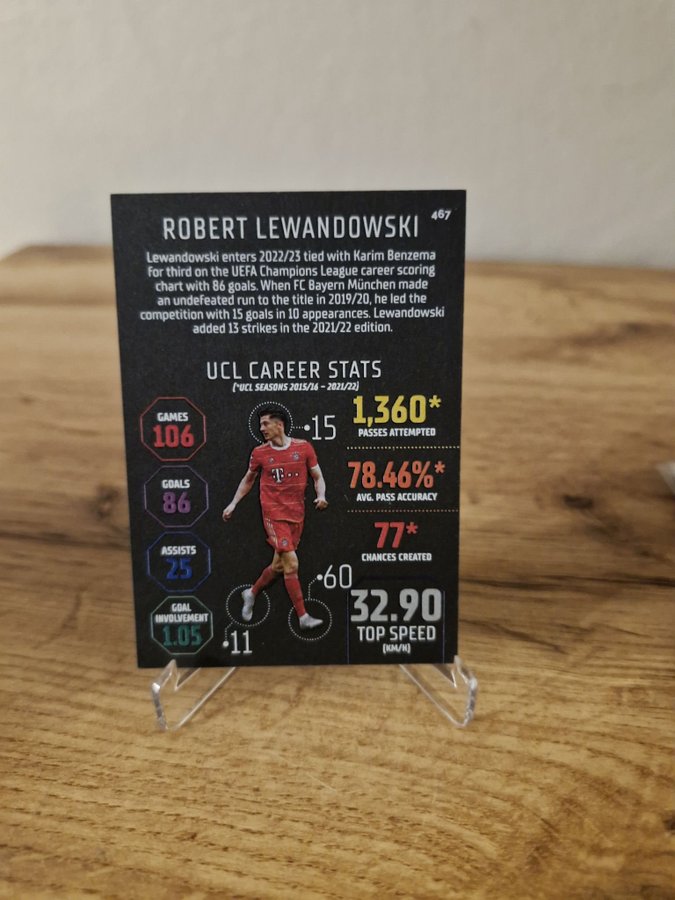 467
ROBERT LEWANDOWSKI
Lewandowski enters 2022/23 tied with Karim Benzema
for third on the UEFA Champions League career scoring
chart with 86 goals. When FC Bayern München made
an undefeated run to the title in 2019/20, he led the
competition with 15 goals in 10 appearances. Lewandowski
added 13 strikes in the 2021/22 edition.
UCL CAREER STATS
(*UCL SEASONS 2015/16 – 2021/22)
GAMES
106
GOALS
86
ASSISTS
25
GOAL
INVOLVEMENT
1.05
•15
T
•60
•11
1,360*
PASSES ATTEMPTED
78.46%*
AVG. PASS ACCURACY
77*
CHANCES CREATED
32.90
TOP SPEED
(KM/H)